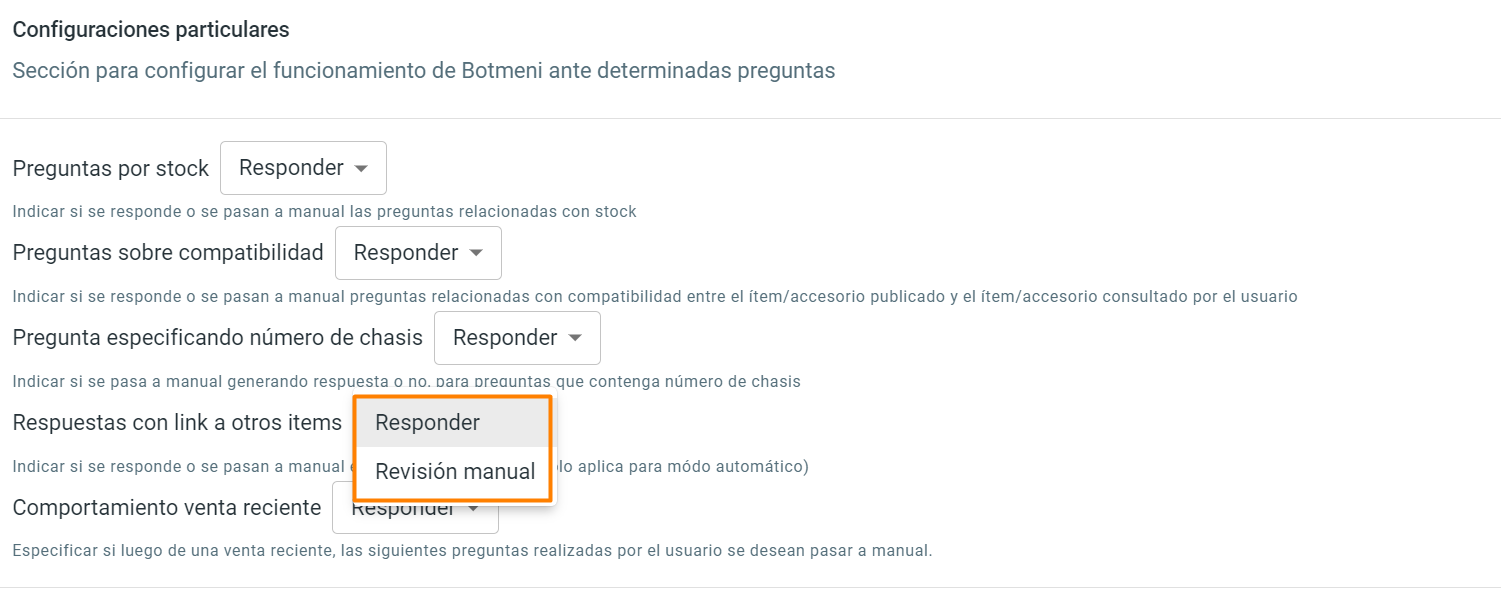 Configuraciones particulares
Sección para configurar el funcionamiento de Botmeni ante determinadas preguntas
Preguntas por stock Responder
Indicar si se responde o se pasan a manual las preguntas relacionadas con stock
Preguntas sobre compatibilidad Responder
Indicar si se responde o se pasan a manual preguntas relacionadas con compatibilidad entre el ítem/accesorio publicado y el ítem/accesorio consultado por el usuario
Pregunta especificando número de chasis Responder
Indicar si se pasa a manual generando respuesta o no, para preguntas que contenga número de chasis
Respuestas con link a otros items Responder
Indicar si se responde o se pasan a manual aplica para módo automático)
Revisión manual
Comportamiento venta reciente Responder
Especificar si luego de una venta reciente, las siguientes preguntas realizadas por el usuario se desean pasar a manual.